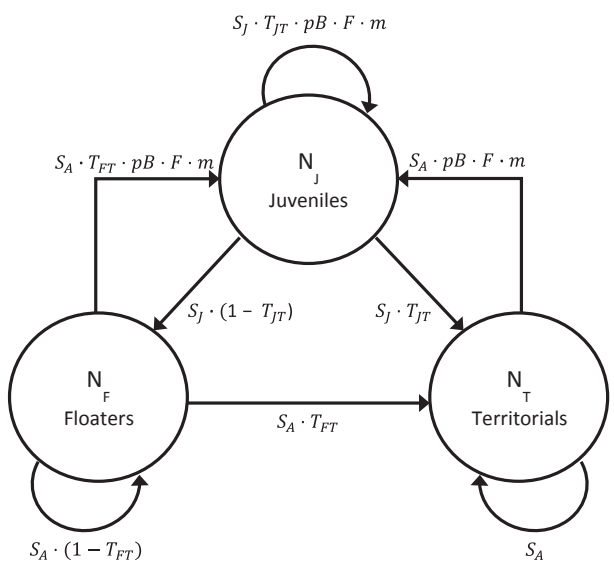 S_J · T_JT · pB · F · m
S_A · T_FT · pB · F · m
S_A · pB · F · m
N_J
Juveniles
S_J · (1 − T_JT)
S_J · T_JT
N_F
Floaters
N_T
Territorials
S_A · T_FT
S_A · (1 − T_FT)
S_A